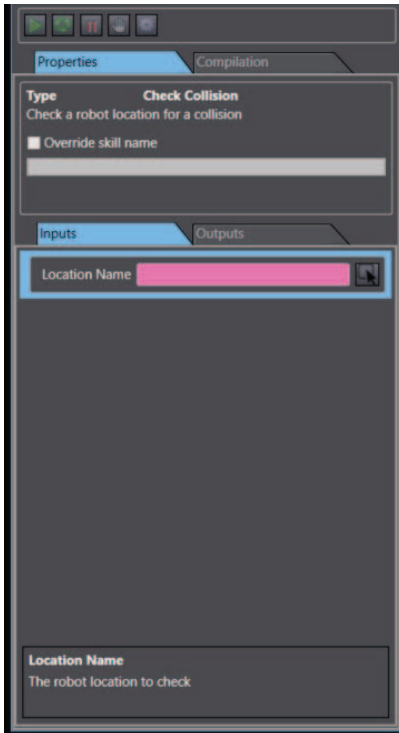 Properties
Compilation
Type Check Collision
Check a robot location for a collision
Override skill name
Inputs
Outputs
Location Name
Location Name
The robot location to check